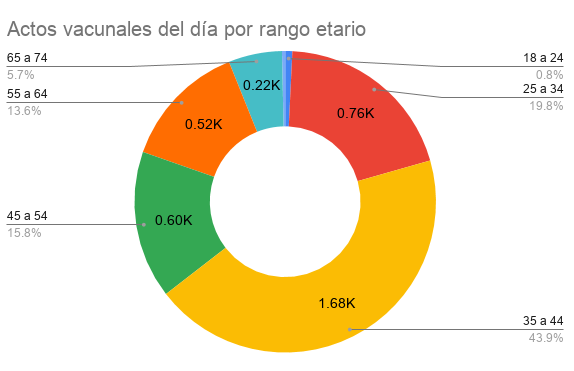 Actos vacunales del día por rango etario
65 a 74
5.7%
55 a 64
13.6%
45 a 54
15.8%
18 a 24
0.8%
25 a 34
19.8%
35 a 44
43.9%
0.22K
0.76K
0.52K
0.60K
1.68K